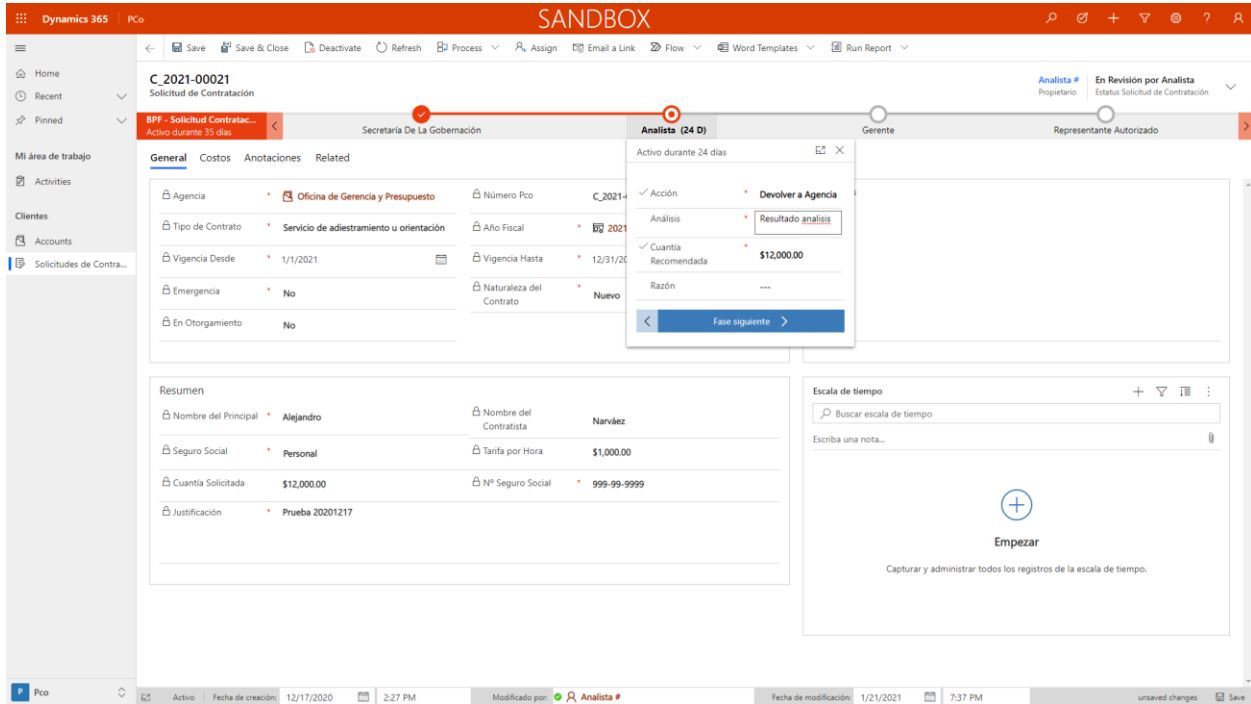 Dynamics 365 PCo SANDBOX
Save Save & Close Deactivate Refresh Process Assign Email a Link Flow Word Templates Run Report
Home
Recent
Pinned
Mi área de trabajo
Activities
Clientes
Accounts
Solicitudes de Contra...
C_2021-00021
Solicitud de Contratación
Analista # En Revisión por Analista
Propietario Estatus Solicitud de Contratación
BPF - Solicitud Contratac...
Activo durante 35 días
Secretaría De La Gobernación Analista (24 D) Gerente Representante Autorizado
General Costos Anotaciones Related
Agencia * Oficina de Gerencia y Presupuesto Número Pco C_2021-
Tipo de Contrato * Servicio de adiestramiento u orientación Año Fiscal * 2021
Vigencia Desde * 1/1/2021 Vigencia Hasta * 12/31/20
Emergencia * No Naturaleza del Contrato * Nuevo
En Otorgamiento No
Activo durante 24 días
Acción * Devolver a Agencia
Análisis * Resultado analisis
Cuantía Recomendada * $12,000.00
Razón ---
Fase siguiente
Resumen
Nombre del Principal * Alejandro Nombre del Contratista Narváez
Seguro Social * Personal Tarifa por Hora $1,000.00
Cuantía Solicitada $12,000.00 Nº Seguro Social * 999-99-9999
Justificación * Prueba 20201217
Escala de tiempo
Buscar escala de tiempo
Escriba una nota...
Empezar
Capturar y administrar todos los registros de la escala de tiempo.
P Pco
Activo Fecha de creación: 12/17/2020 2:27 PM Modificado por: Analista # Fecha de modificación: 1/21/2021 7:37 PM unsaved changes Save